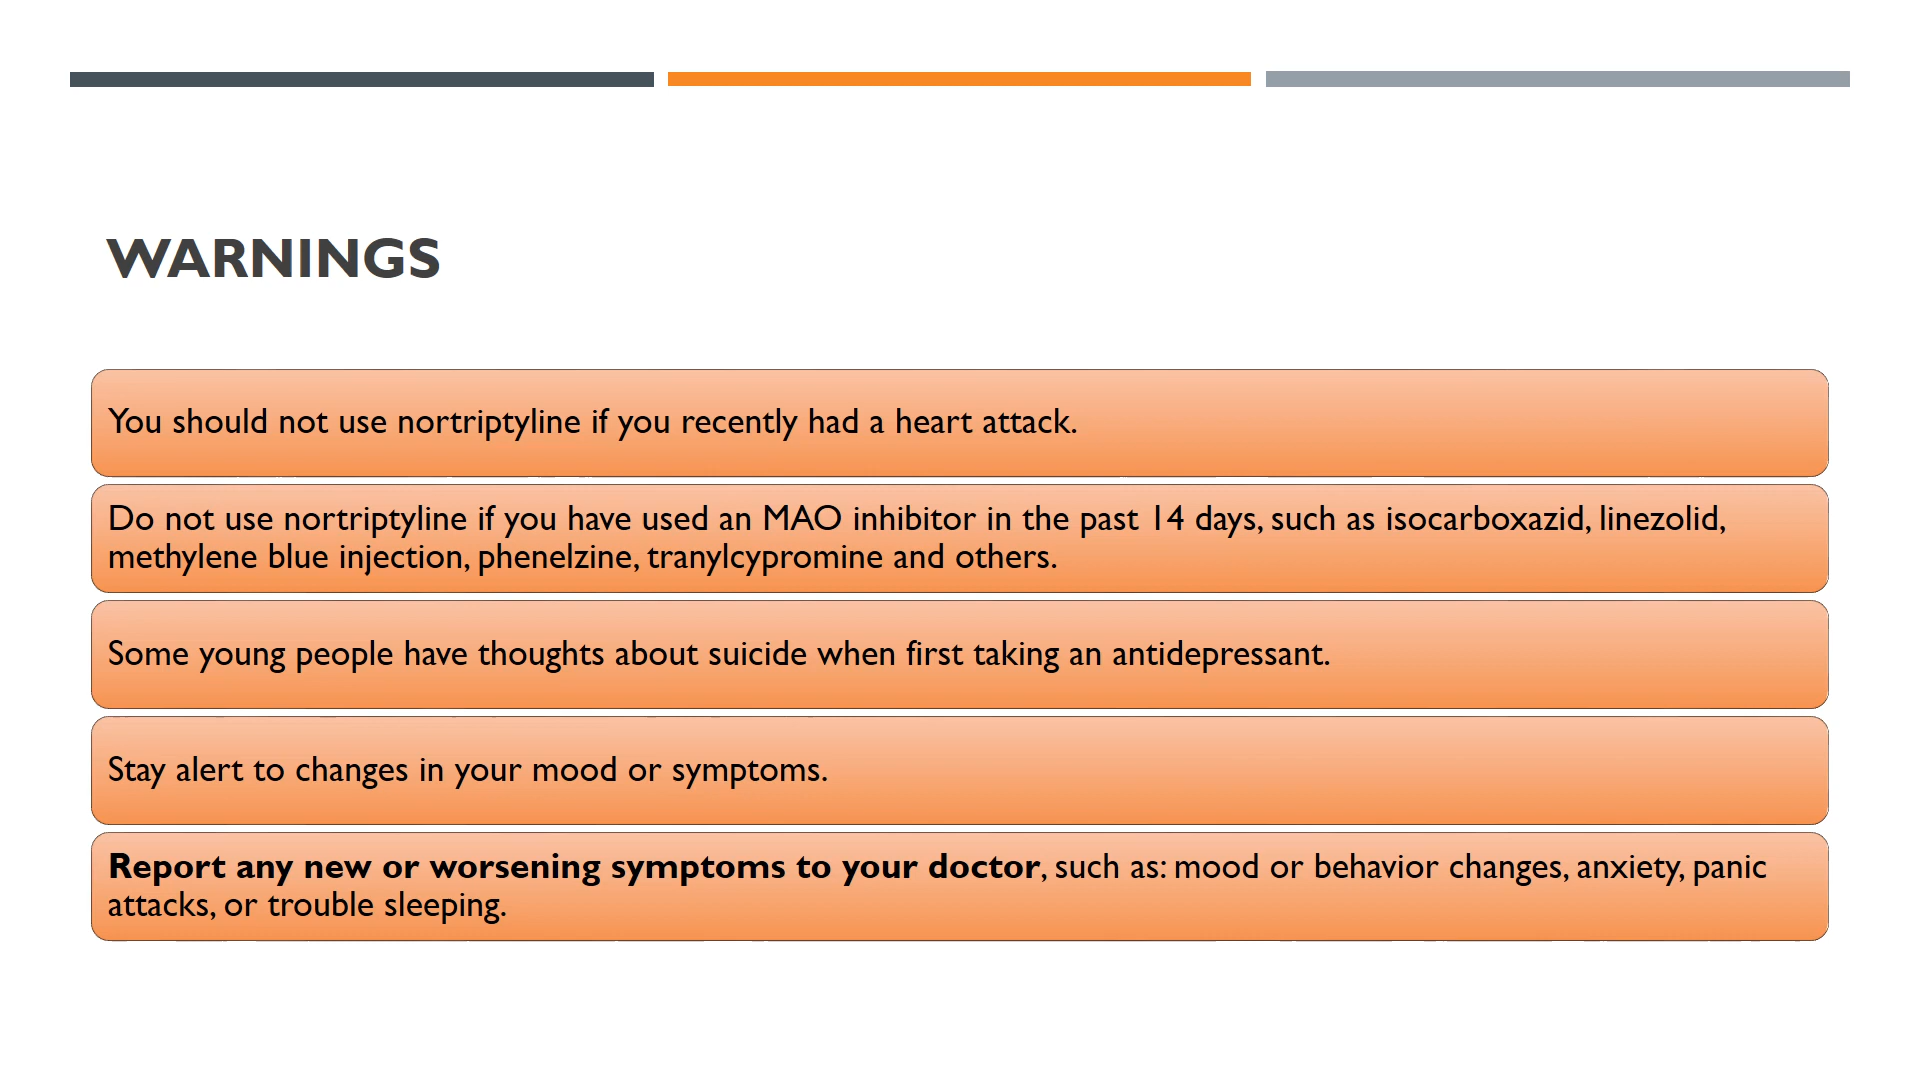 WARNINGS
You should not use nortriptyline if you recently had a heart attack.
Do not use nortriptyline if you have used an MAO inhibitor in the past 14 days, such as isocarboxazid, linezolid,
methylene blue injection, phenelzine, tranylcypromine and others.
Some young people have thoughts about suicide when first taking an antidepressant.
Stay alert to changes in your mood or symptoms.
Report any new or worsening symptoms to your doctor, such as: mood or behavior changes, anxiety, panic
attacks, or trouble sleeping.